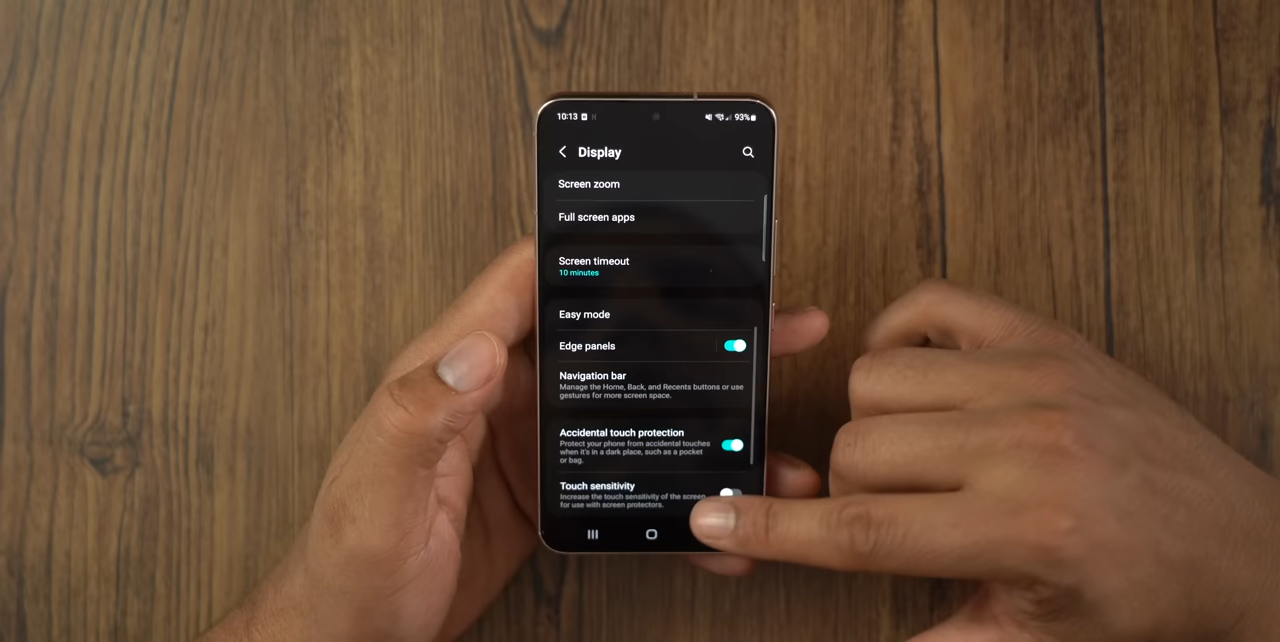 10:13
93%
Display
Screen zoom
Full screen apps
Screen timeout
10 minutes
Easy mode
Edge panels
Navigation bar
Manage the Home, Back, and Recents buttons or use
gestures for more screen space.
Accidental touch protection
Protect your phone from accidental touches
when it's in a dark place, such as a pocket
or bag.
Touch sensitivity
Increase the touch sensitivity of the screen
for use with screen protectors.